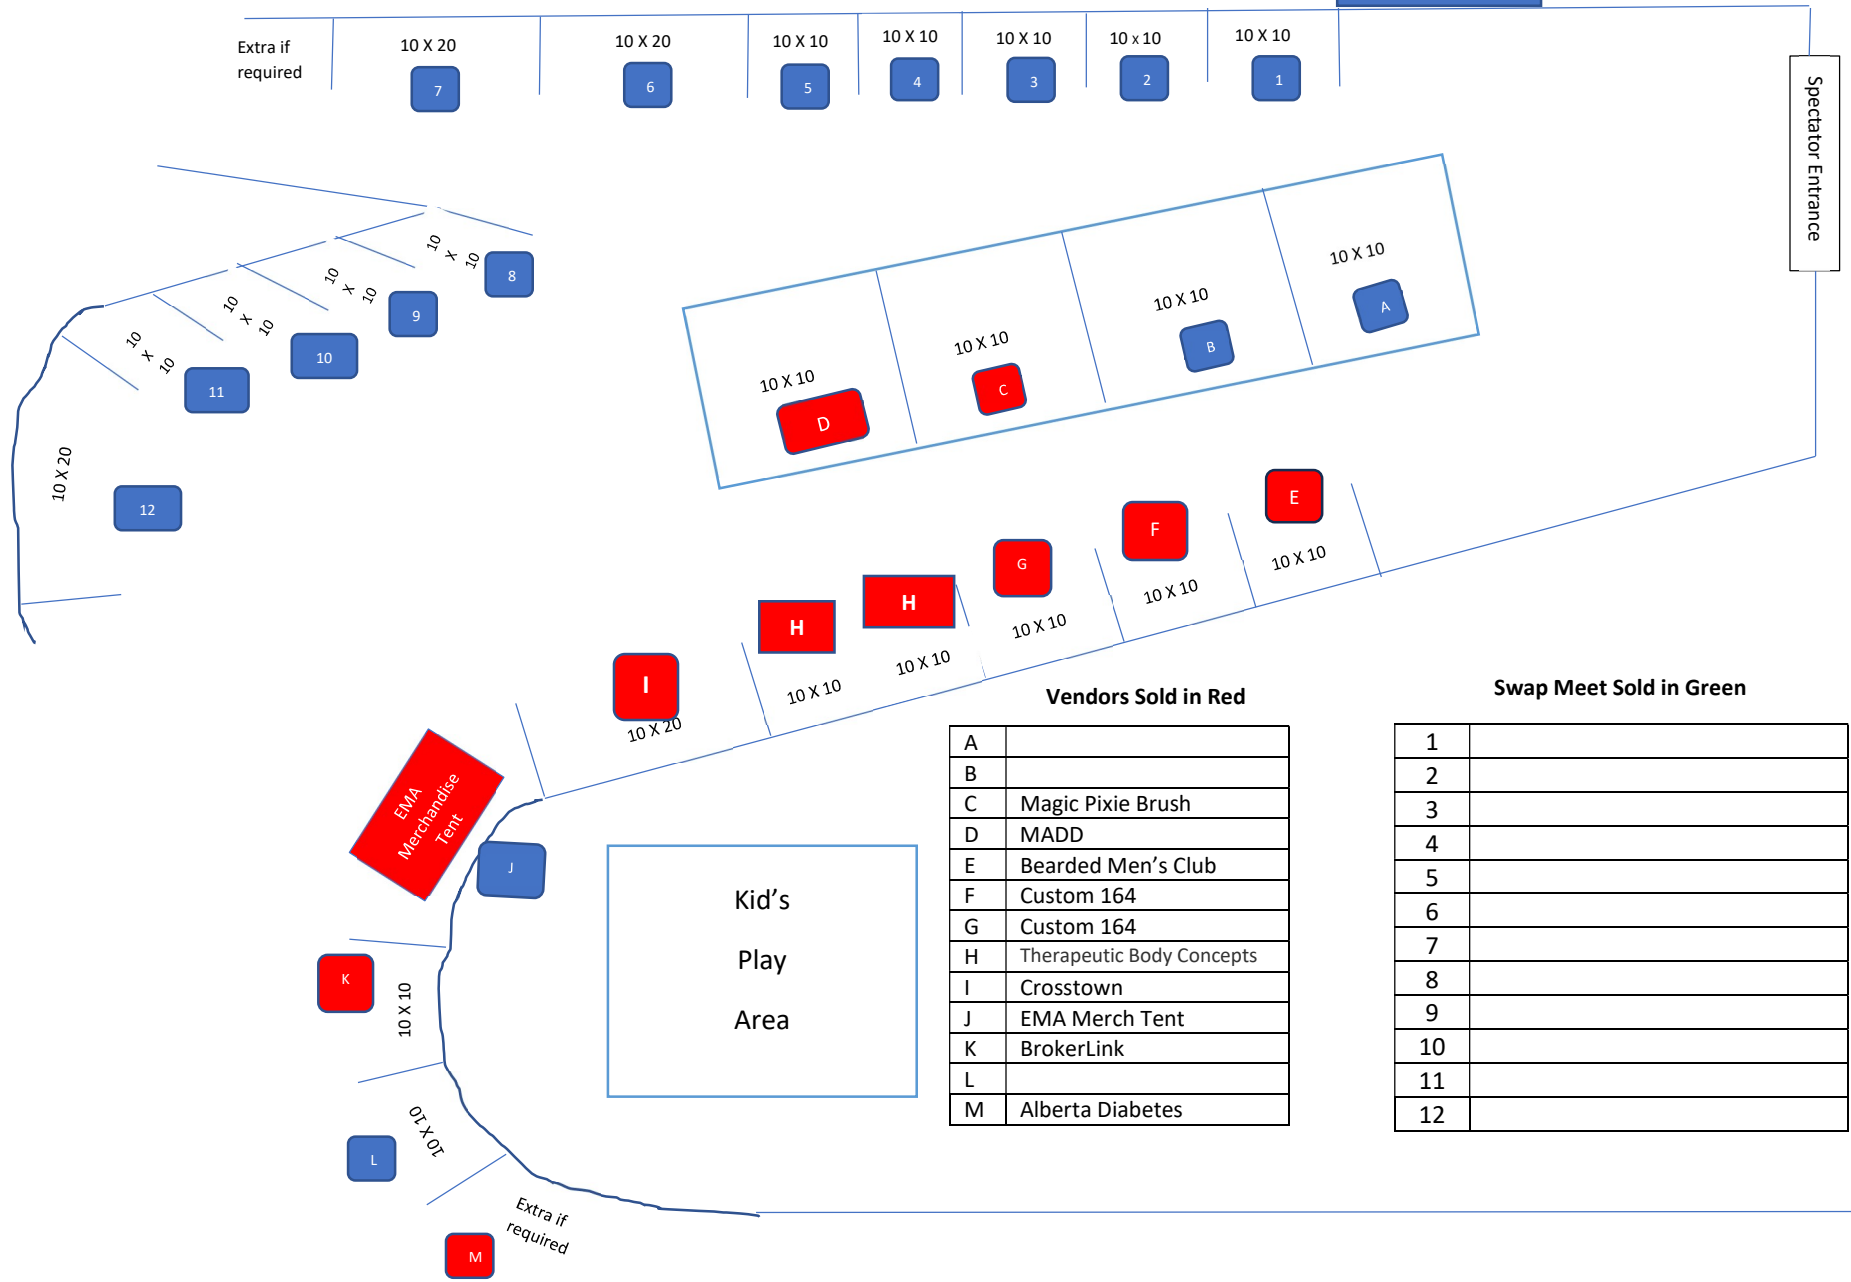 Extra if
required
10 X 20
10 X 20
10 X 10
10 X 10
10 X 10
10 x 10
10 X 10
7
6
5
4
3
2
1
Spectator Entrance
10
X
10
8
10
X
10
9
10
X
10
10
10
X
10
11
10 X 20
12
10 X 10
A
10 X 10
B
10 X 10
C
10 X 10
D
E
10 X 10
F
10 X 10
G
10 X 10
H
10 X 10
H
10 X 10
I
10 X 20
EMA
Merchandise
Tent
J
K
10 X 10
L
10 X 10
Extra if
required
M
Kid's
Play
Area
Vendors Sold in Red
A
B
C Magic Pixie Brush
D MADD
E Bearded Men’s Club
F Custom 164
G Custom 164
H Therapeutic Body Concepts
I Crosstown
J EMA Merch Tent
K BrokerLink
L
M Alberta Diabetes
Swap Meet Sold in Green
1
2
3
4
5
6
7
8
9
10
11
12